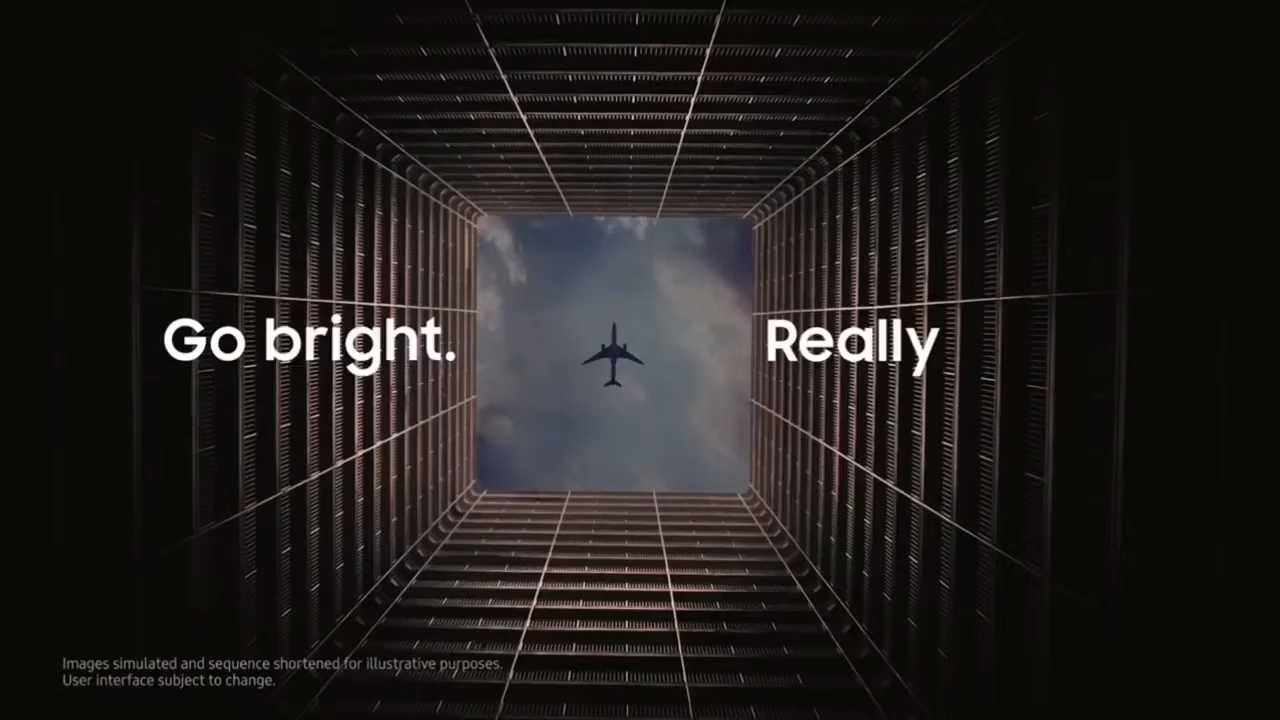 Go bright. Really
Images simulated and sequence shortened for illustrative purposes.
User interface subject to change.